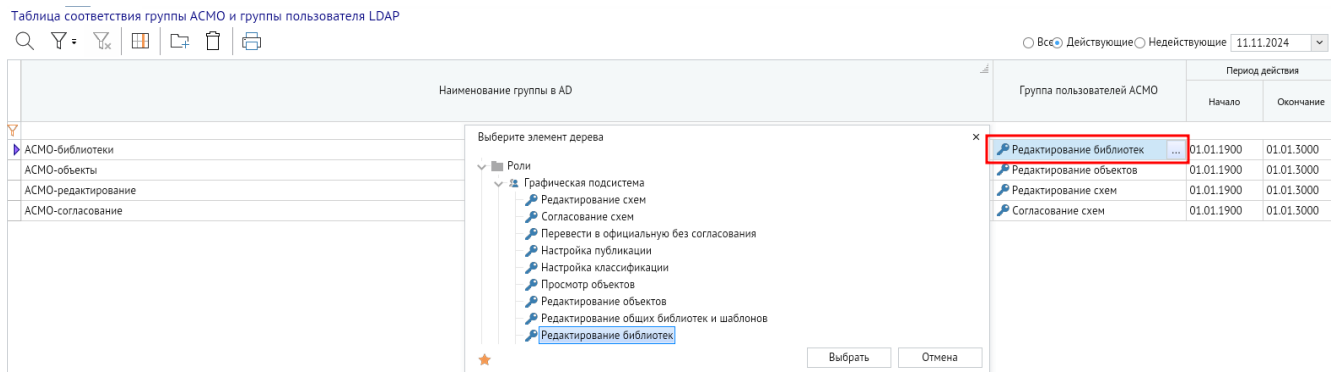 Таблица соответствия группы АСМО и группы пользователя LDAP
Все Действующие Недействующие 11.11.2024
Наименование группы в AD
Группа пользователей АСМО
Период действия
Начало
Окончание
АСМО-библиотеки
Редактирование библиотек ... 01.01.1900 01.01.3000
АСМО-объекты
Редактирование объектов 01.01.1900 01.01.3000
АСМО-редактирование
Редактирование схем 01.01.1900 01.01.3000
АСМО-согласование
Согласование схем 01.01.1900 01.01.3000
Выберите элемент дерева
Роли
Графическая подсистема
Редактирование схем
Согласование схем
Перевести в официальную без согласования
Настройка публикации
Настройка классификации
Просмотр объектов
Редактирование объектов
Редактирование общих библиотек и шаблонов
Редактирование библиотек
Выбрать Отмена